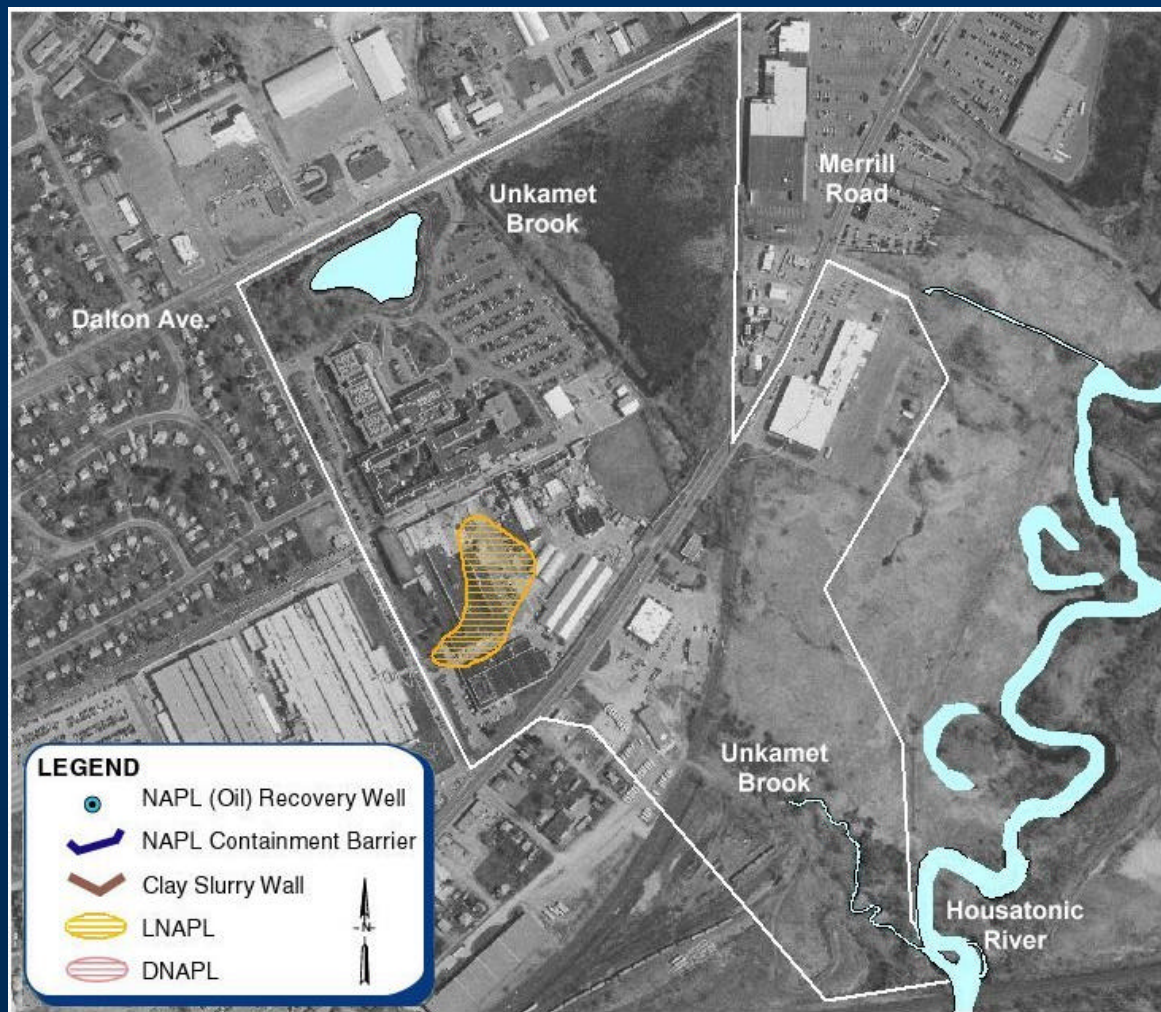 Unkamet
Brook
Merrill
Road
Dalton Ave.
Unkamet
Brook
Housatonic
River
LEGEND
NAPL (Oil) Recovery Well
NAPL Containment Barrier
Clay Slurry Wall
LNAPL
DNAPL
N